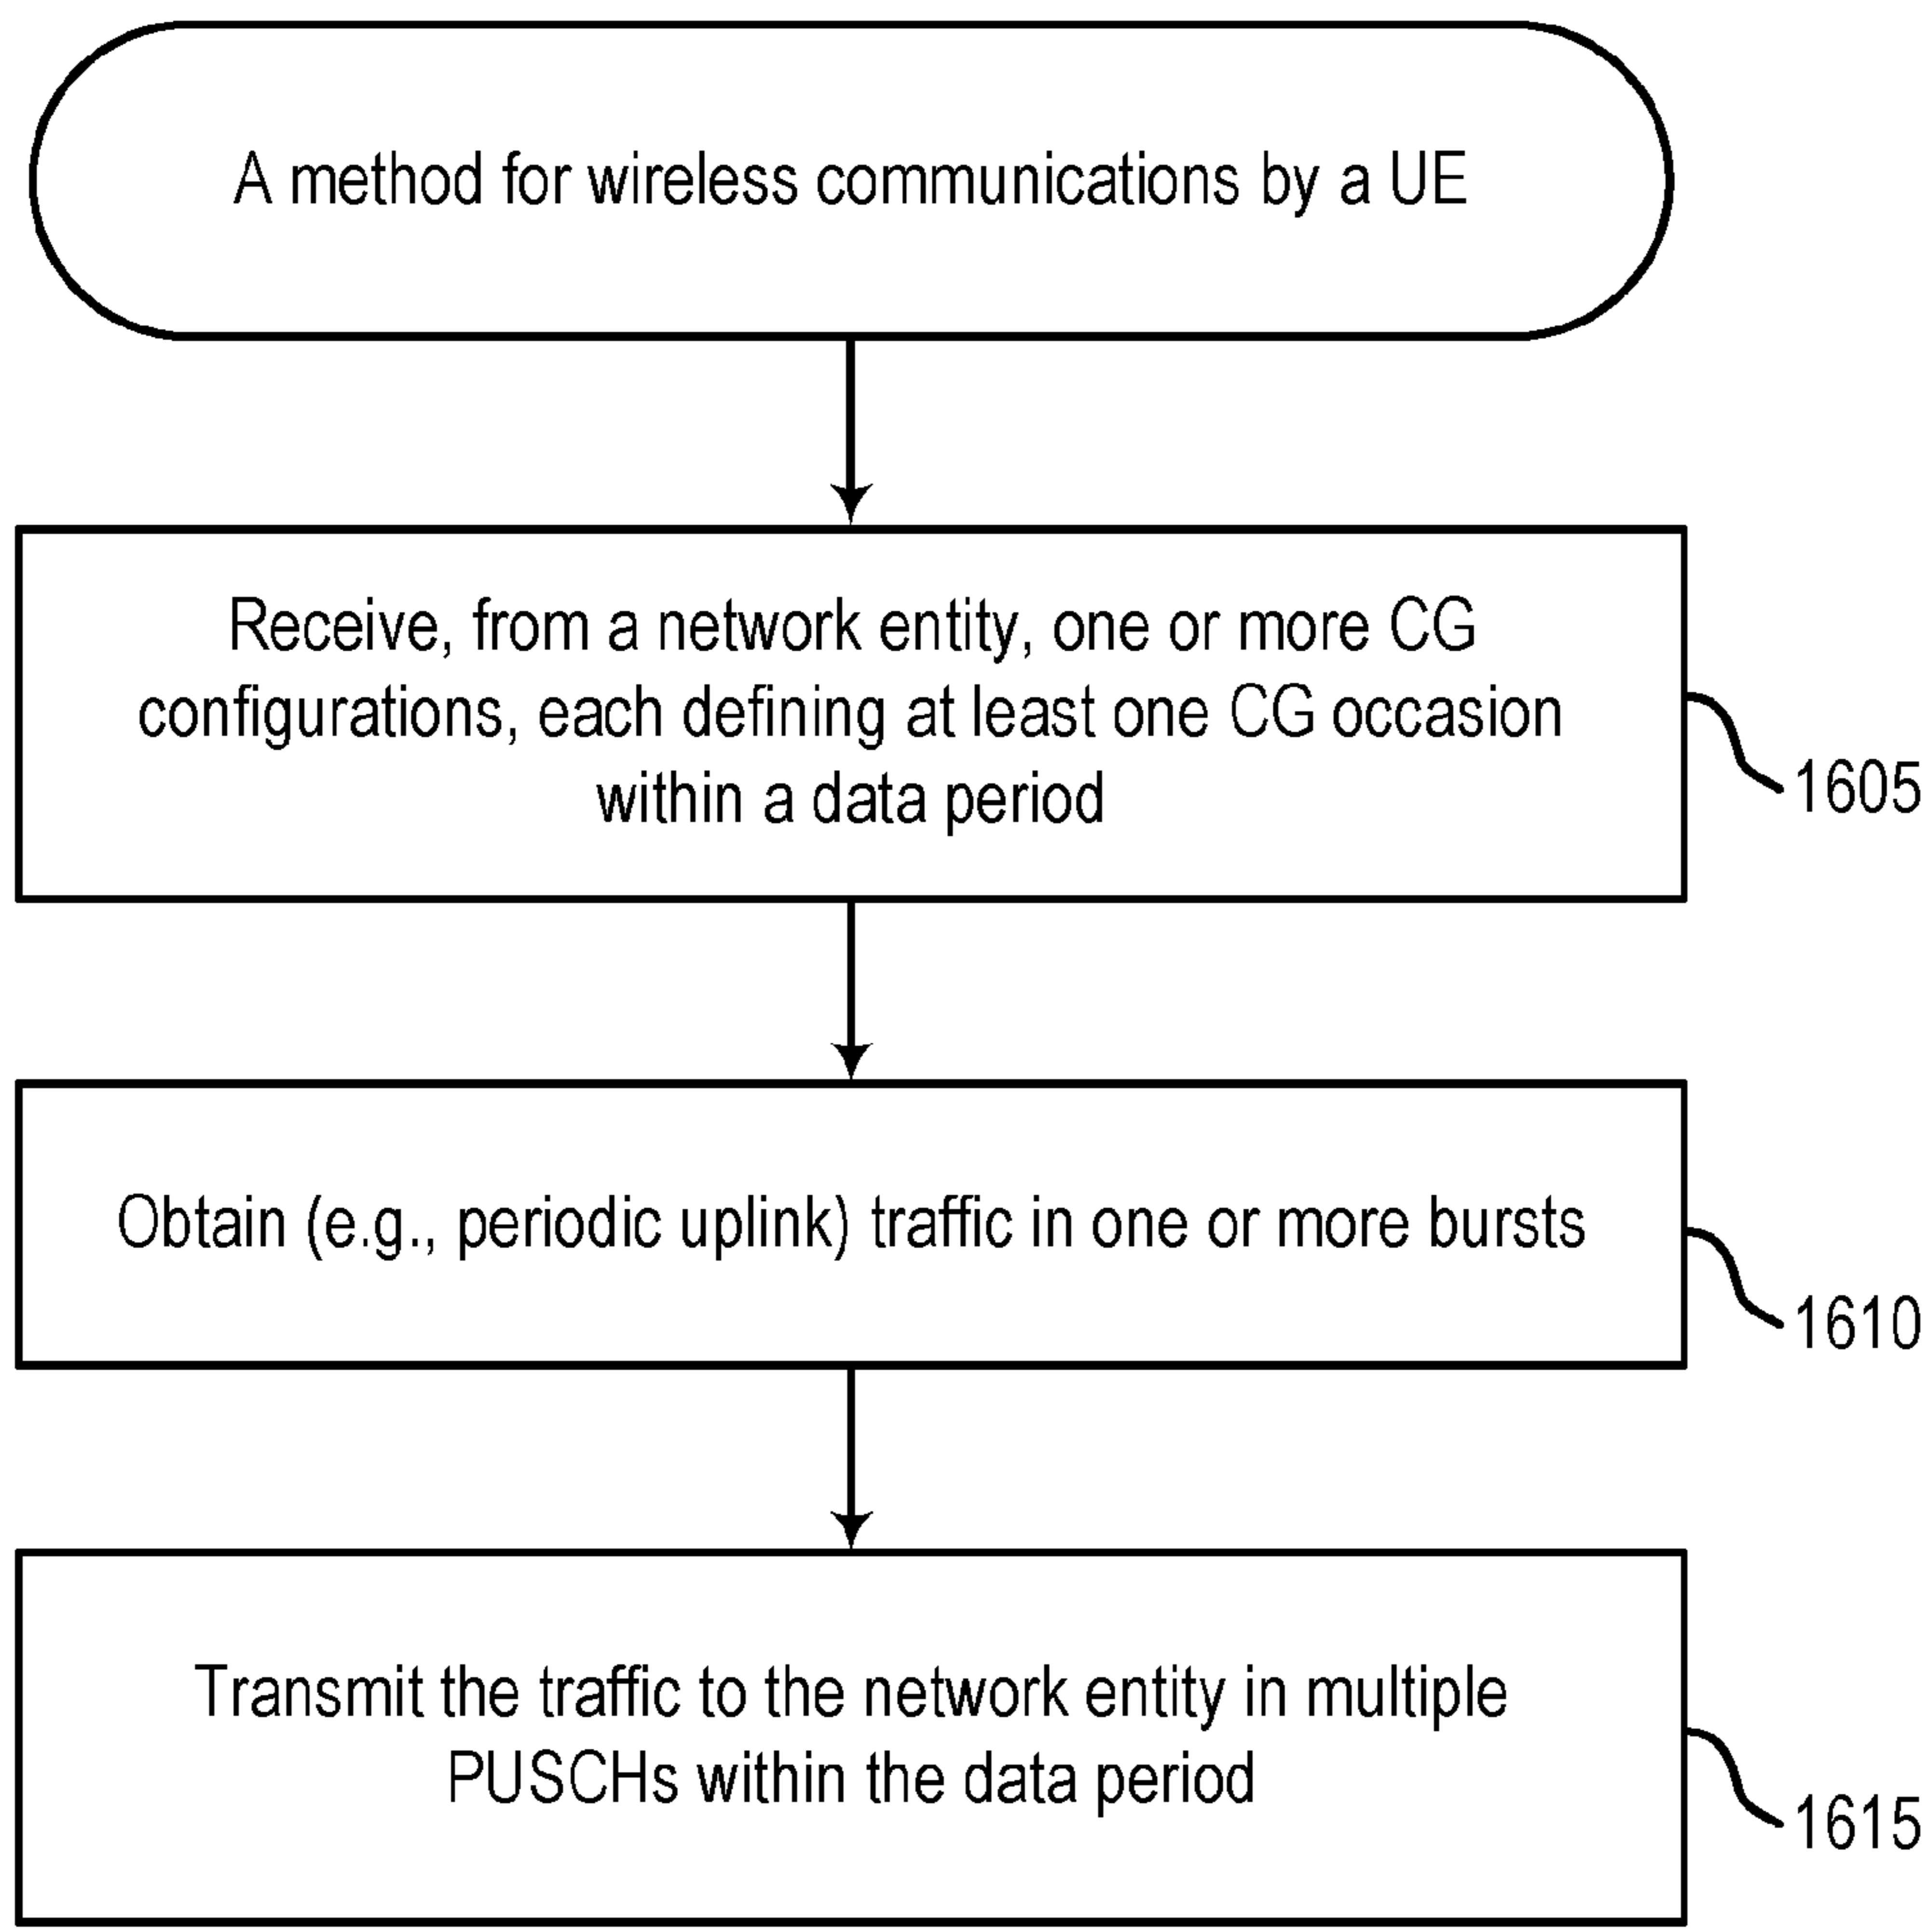 A method for wireless communications by a UE
Receive, from a network entity, one or more CG
configurations, each defining at least one CG occasion
within a data period
1605
Obtain (e.g., periodic uplink) traffic in one or more bursts
1610
Transmit the traffic to the network entity in multiple
PUSCHs within the data period
1615